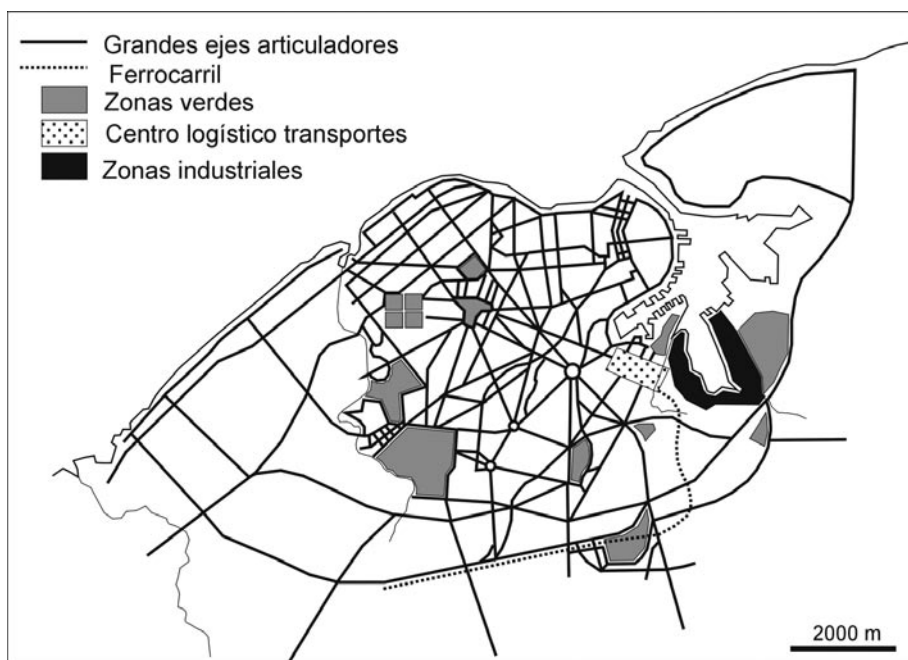 Grandes ejes articuladores
Ferrocarril
Zonas verdes
Centro logístico transportes
Zonas industriales
2000 m